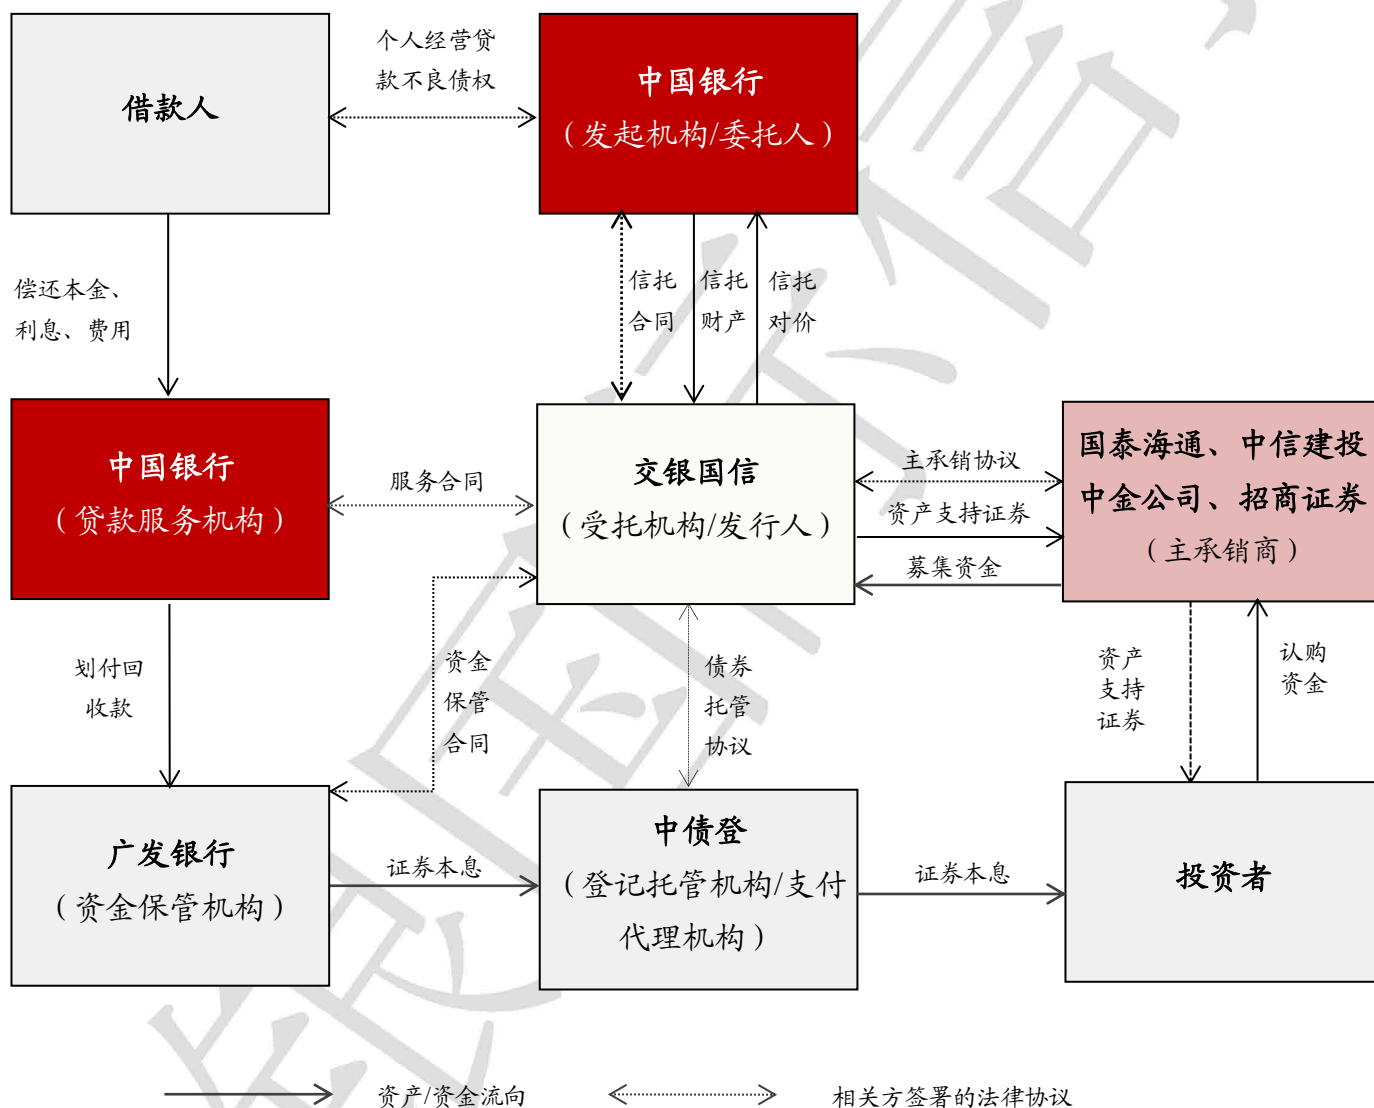 个人经营贷
款不良债权
借款人
中国银行
（发起机构/委托人）
偿还本金、
利息、费用
信托
合同
信托
财产
信托
对价
中国银行
（贷款服务机构）
服务合同
交银国信
（受托机构/发行人）
主承销协议
资产支持证券
募集资金
国泰海通、中信建投
中金公司、招商证券
（主承销商）
划付回
收款
资金
保管
合同
债券
托管
协议
资产
支持
证券
认购
资金
广发银行
（资金保管机构）
证券本息
中债登
（登记托管机构/支付
代理机构）
证券本息
投资者
资产/资金流向
相关方签署的法律协议